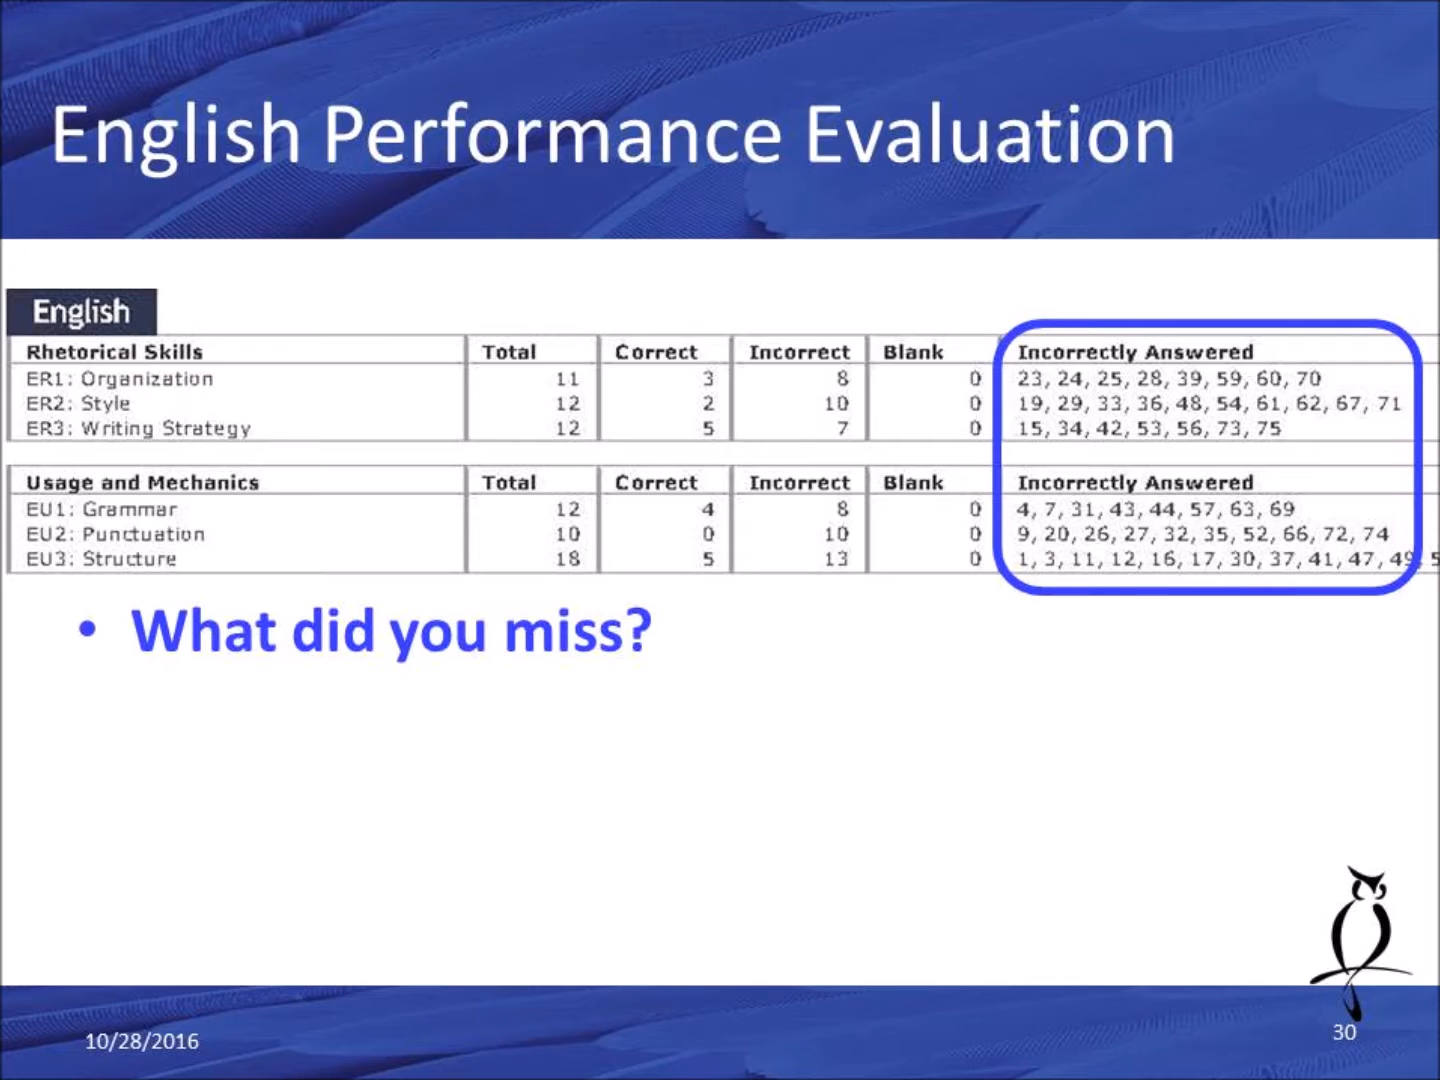 English Performance Evaluation
English
Rhetorical Skills Total Correct Incorrect Blank Incorrectly Answered
ER1: Organization 11 3 8 0 23, 24, 25, 28, 39, 59, 60, 70
ER2: Style 12 2 10 0 19, 29, 33, 36, 48, 54, 61, 62, 67, 71
ER3: Writing Strategy 12 5 7 0 15, 34, 42, 53, 56, 73, 75
Usage and Mechanics Total Correct Incorrect Blank Incorrectly Answered
EU1: Grammar 12 4 8 0 4, 7, 31, 43, 44, 57, 63, 69
EU2: Punctuation 10 0 10 0 9, 20, 26, 27, 32, 35, 52, 66, 72, 74
EU3: Structure 18 5 13 0 1, 3, 11, 12, 16, 17, 30, 37, 41, 47, 49,
• What did you miss?
10/28/2016
30